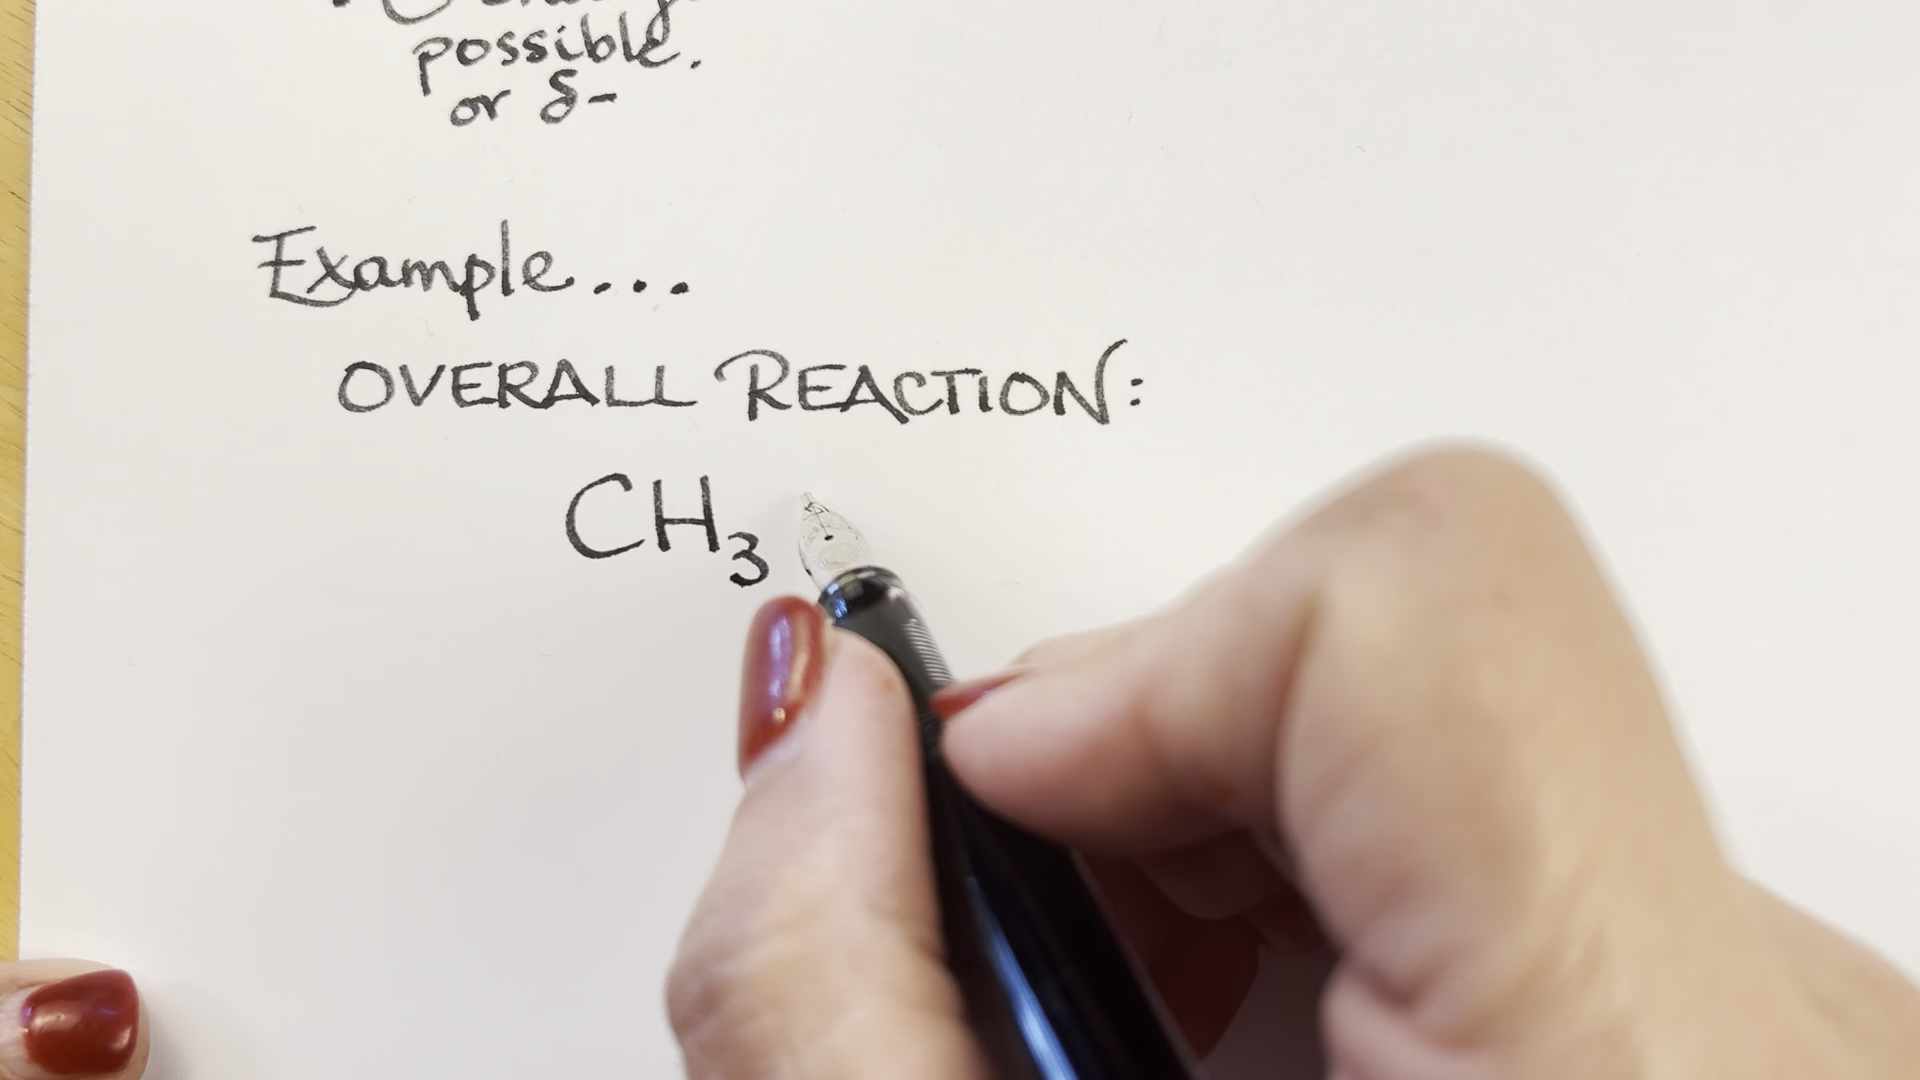 possible.
or δ-
Example...
OVERALL REACTION:
CH₃